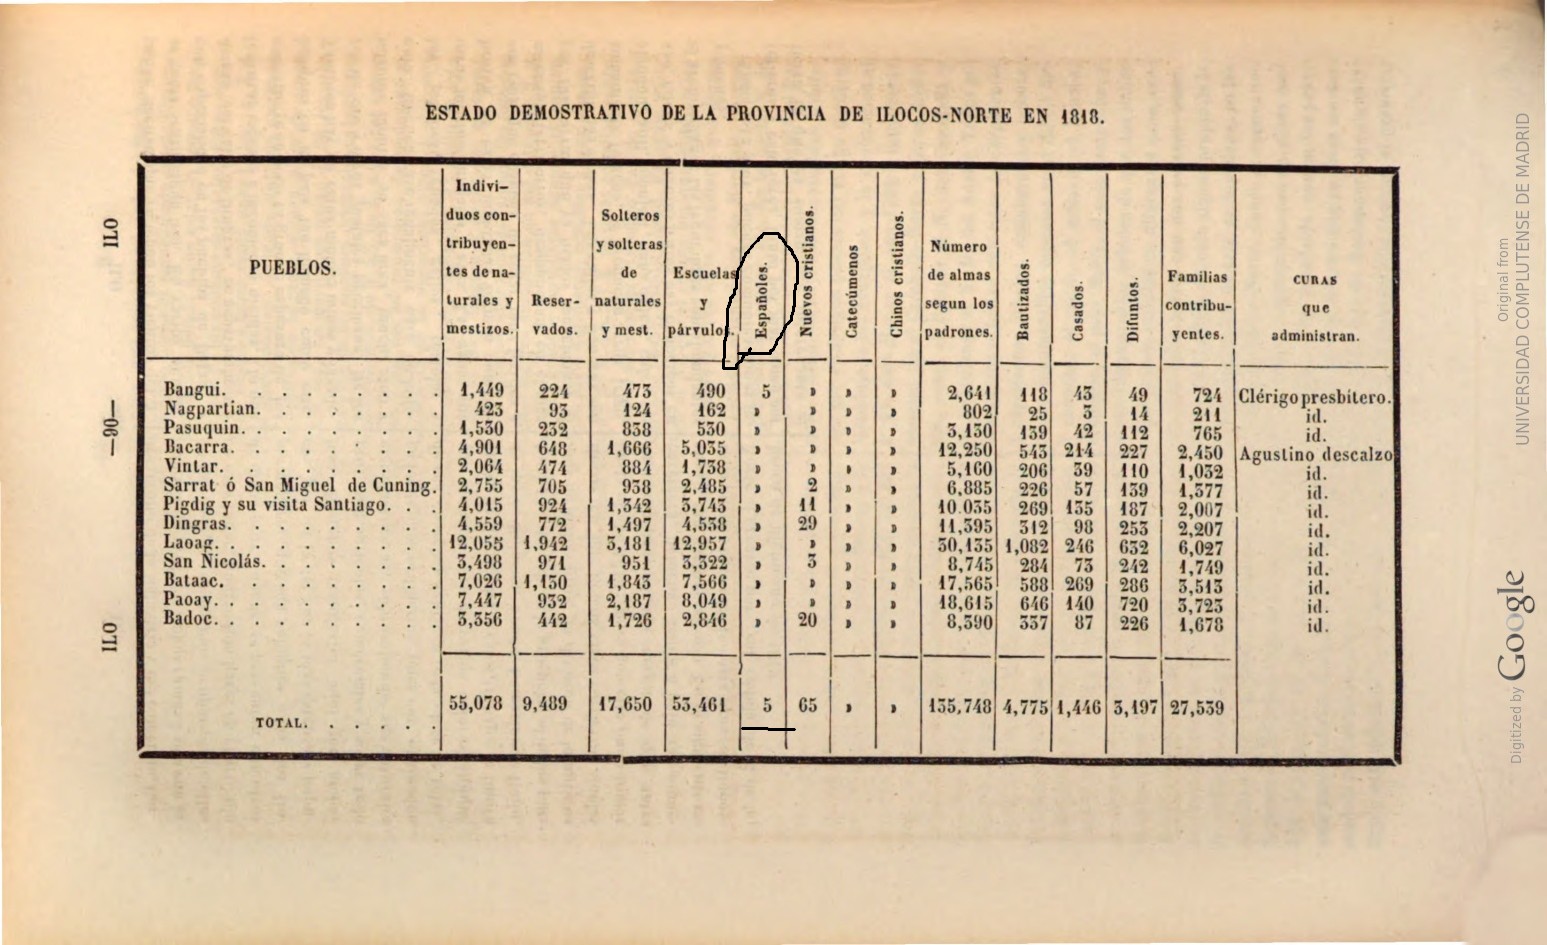 ESTADO DEMOSTRATIVO DE LA PROVINCIA DE ILOCOS-NORTE EN 1818.
ILO
—90—
ILO
PUEBLOS. Indivi-duos con-tribuyen-tes de na-turales y mestizos. Reser-vados. Solteros y solteras de naturales y mest. Escuelas y párvulos. Españoles. Nuevos cristianos. Catecúmenos Chinos cristianos. Número de almas segun los padrones. Bautizados. Casados. Difuntos. Familias contribu-yentes. CURAS que administran.
Bangui. . . . . . . . . 1,449 224 473 490 5 » » » 2,641 118 43 49 724 Clérigo presbítero.
Nagpartian. . . . . . . 423 93 124 162 » » » » 802 25 3 14 211 id.
Pasuquin. . . . . . . . 1,530 232 838 530 » » » » 3,130 139 42 112 765 id.
Bacarra. . . . . . . . 4,901 648 1,666 5,035 » » » » 12,250 543 214 227 2,450 Agustino descalzo
Vintar. . . . . . . . . 2,064 474 884 1,738 » » » » 5,160 206 39 110 1,032 id.
Sarrat ó San Miguel de Cuning. 2,755 705 938 2,485 » 2 » » 6,885 226 57 139 1,377 id.
Pigdig y su visita Santiago. . . 4,015 924 1,342 3,743 » 11 » » 10.035 269 135 187 2,007 id.
Dingras. . . . . . . . 4,559 772 1,497 4,538 » 29 » » 11,395 312 98 253 2,207 id.
Laoag. . . . . . . . . 12,055 1,942 3,181 12,957 » » » » 30,135 1,082 246 632 6,027 id.
San Nicolás. . . . . . . 3,498 971 951 3,322 » 3 » » 8,745 284 73 242 1,749 id.
Bataac. . . . . . . . . 7,026 1,130 1,843 7,566 » » » » 17,565 588 269 286 3,513 id.
Paoay. . . . . . . . . 7,447 932 2,187 8,049 » » » » 18,615 646 140 720 3,723 id.
Badoc. . . . . . . . . 3,356 442 1,726 2,846 » 20 » » 8,390 337 87 226 1,678 id.
TOTAL. . . . . . 55,078 9,489 17,650 53,461 5 65 » » 135,748 4,775 1,446 3,197 27,539
Digitized by Google
Original from
UNIVERSIDAD COMPLUTENSE DE MADRID